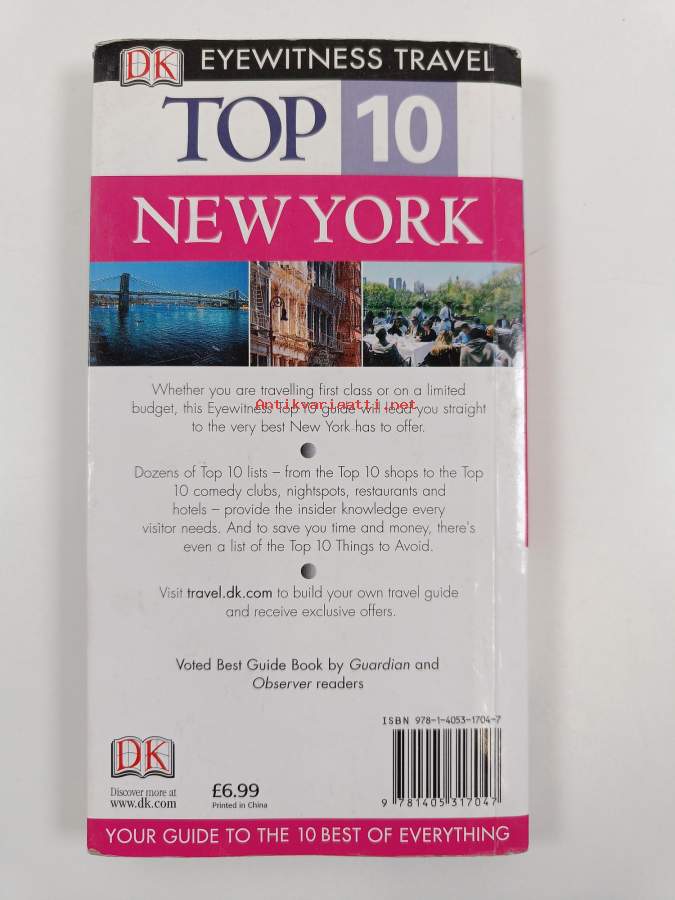 DK EYEWITNESS TRAVEL
TOP 10
NEW YORK
Whether you are travelling first class or on a limited
budget, this Eyewitness Top 10 guide will lead you straight
Antikvariaatti.net
to the very best New York has to offer.
Dozens of Top 10 lists – from the Top 10 shops to the Top
10 comedy clubs, nightspots, restaurants and
hotels – provide the insider knowledge every
visitor needs. And to save you time and money, there's
even a list of the Top 10 Things to Avoid.
Visit travel.dk.com to build your own travel guide
and receive exclusive offers.
Voted Best Guide Book by Guardian and
Observer readers
ISBN 978-1-4053-1704-7
DK
Discover more at
www.dk.com
£6.99
Printed in China
9 781405 317047
YOUR GUIDE TO THE 10 BEST OF EVERYTHING